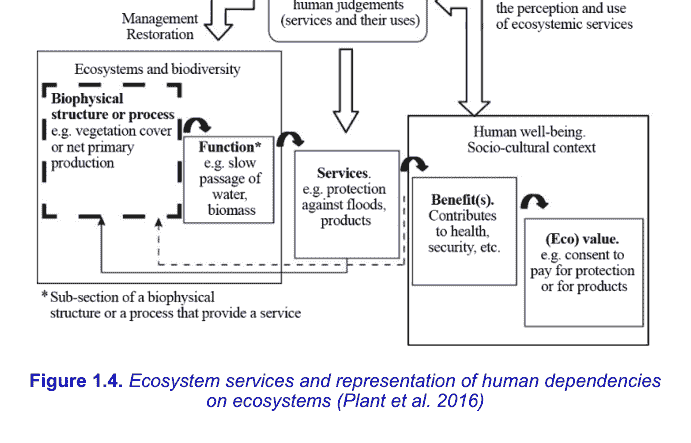 Management
Restoration
human judgements
(services and their uses)
the perception and use
of ecosystemic services
Ecosystems and biodiversity
Biophysical
structure or process
e.g. vegetation cover
or net primary
production
Function*
e.g. slow
passage of
water,
biomass
Services.
e.g. protection
against floods,
products
Human well-being.
Socio-cultural context
Benefit(s).
Contributes
to health,
security, etc.
(Eco) value.
e.g. consent to
pay for protection
or for products
* Sub-section of a biophysical
structure or a process that provide a service
Figure 1.4. Ecosystem services and representation of human dependencies
on ecosystems (Plant et al. 2016)